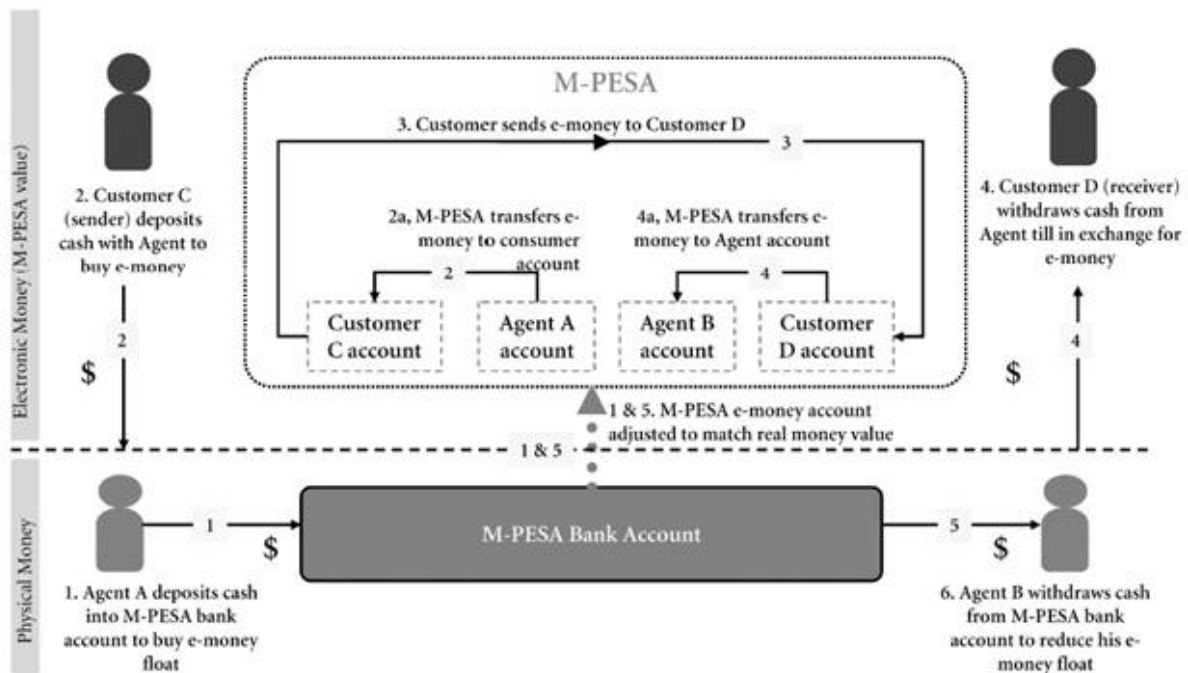 Electronic Money (M-PESA value)
Physical Money
M-PESA
3. Customer sends e-money to Customer D
3
2. Customer C
(sender) deposits
cash with Agent to
buy e-money
2
$
2a, M-PESA transfers e-
money to consumer
account
2
4a, M-PESA transfers e-
money to Agent account
4
Customer
C account
Agent A
account
Agent B
account
Customer
D account
4. Customer D (receiver)
withdraws cash from
Agent till in exchange for
e-money
4
$
1 & 5. M-PESA e-money account
adjusted to match real money value
1 & 5
1
$
M-PESA Bank Account
5
$
1. Agent A deposits cash
into M-PESA bank
account to buy e-money
float
6. Agent B withdraws cash
from M-PESA bank
account to reduce his e-
money float